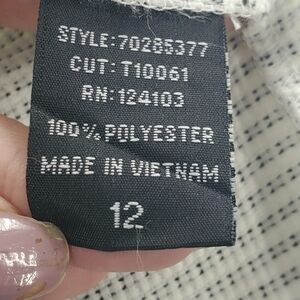 STYLE:70285377
CUT:T10061
RN:124103
100% POLYESTER
MADE IN VIETNAM
12